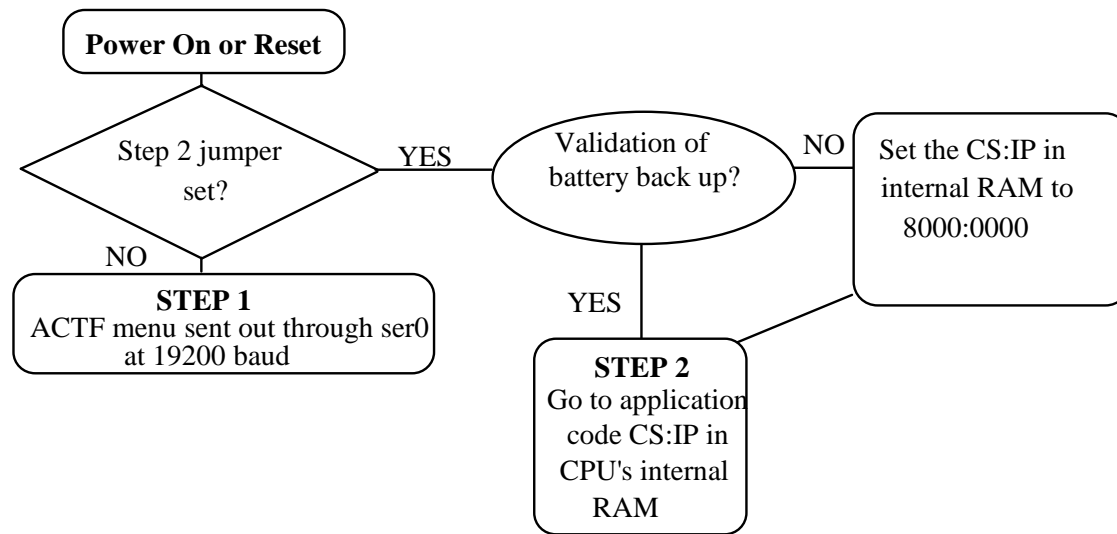 Power On or Reset
Step 2 jumper
set?
YES
NO
STEP 1
ACTF menu sent out through ser0
at 19200 baud
Validation of
battery back up?
NO
Set the CS:IP in
internal RAM to
8000:0000
YES
STEP 2
Go to application
code CS:IP in
CPU's internal
RAM